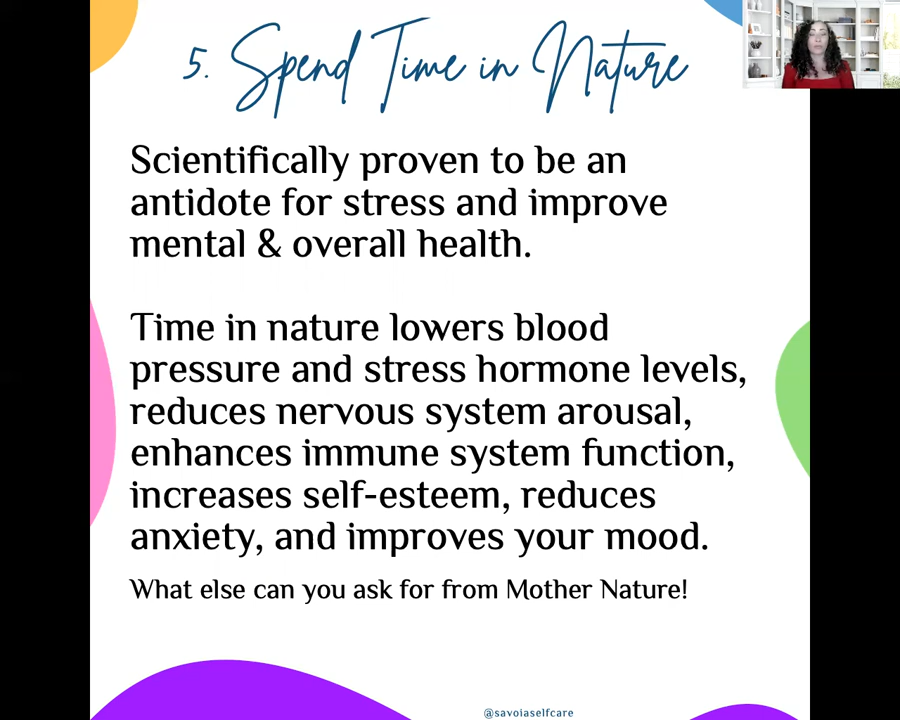 5. Spend Time in Nature
Scientifically proven to be an
antidote for stress and improve
mental & overall health.
Time in nature lowers blood
pressure and stress hormone levels,
reduces nervous system arousal,
enhances immune system function,
increases self-esteem, reduces
anxiety, and improves your mood.
What else can you ask for from Mother Nature!
@savoiaselfcare